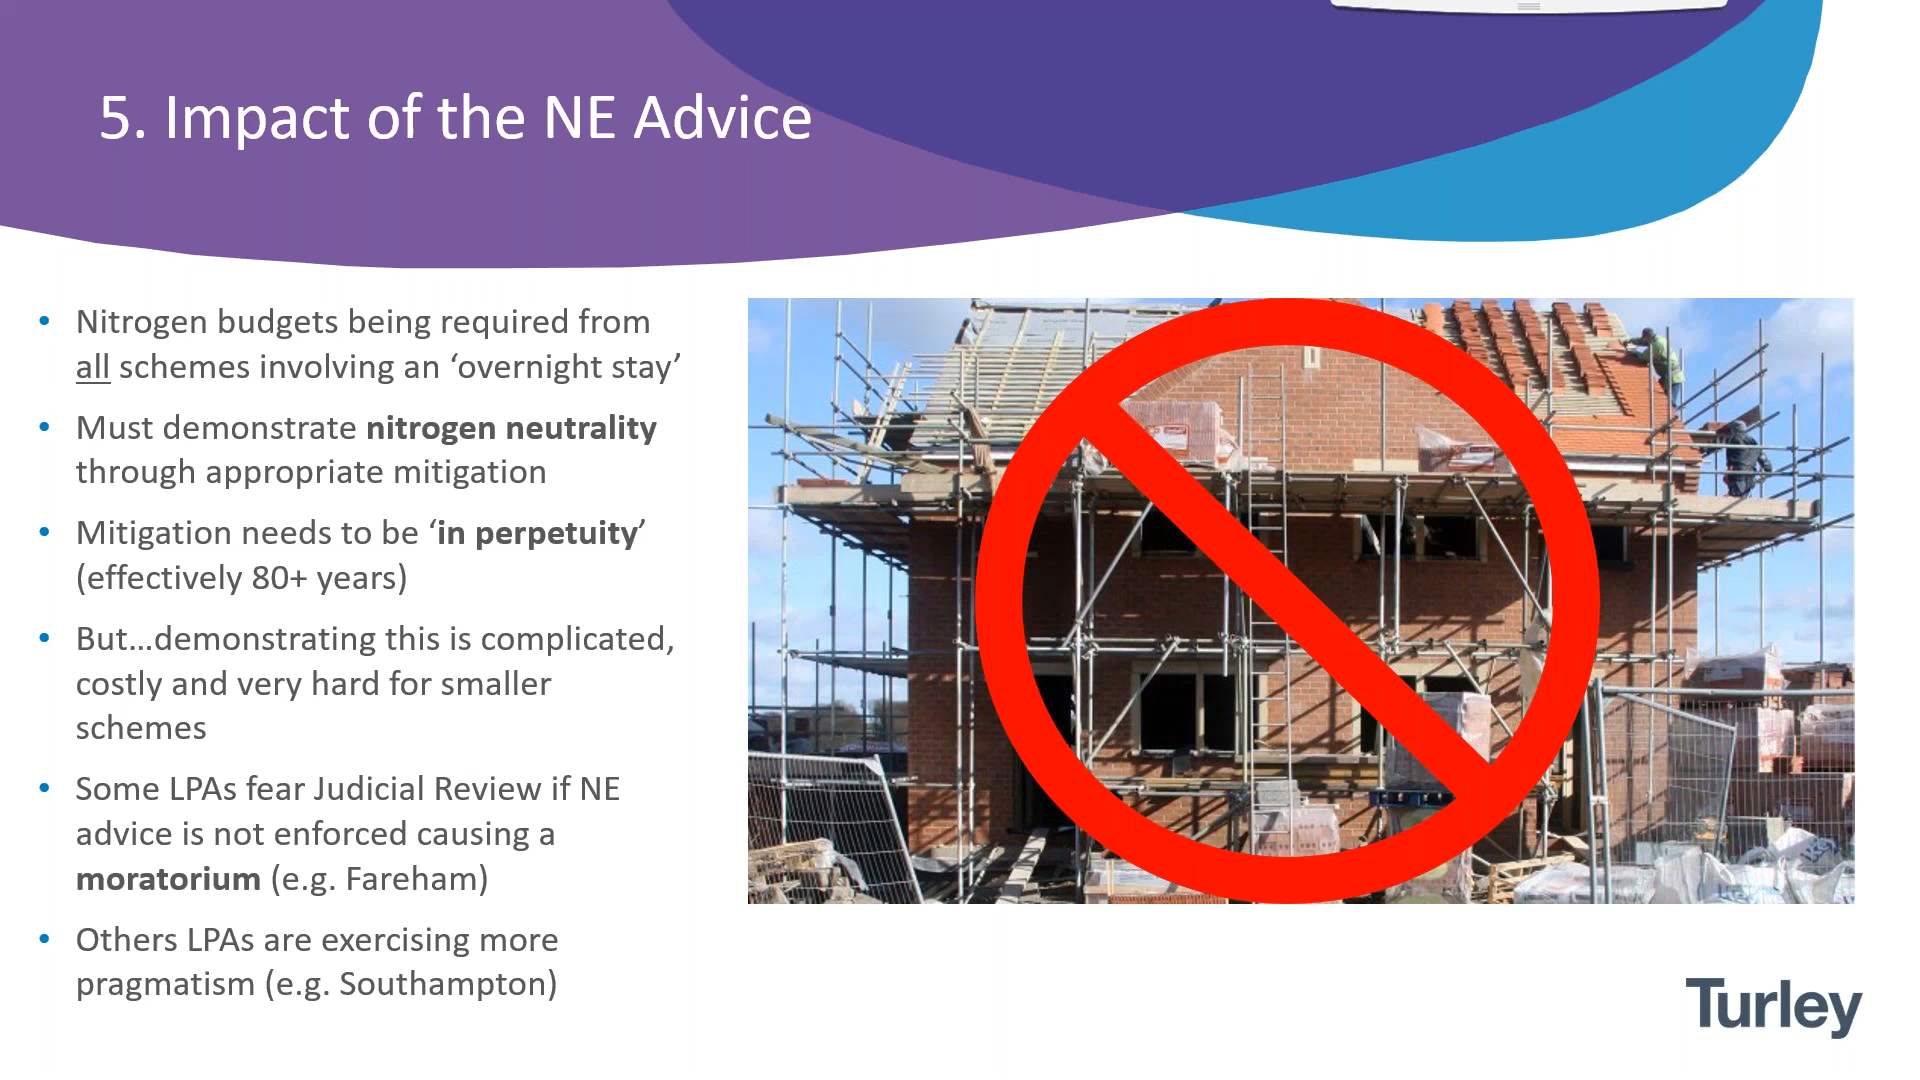 5. Impact of the NE Advice
• Nitrogen budgets being required from
all schemes involving an ‘overnight stay’
• Must demonstrate nitrogen neutrality
through appropriate mitigation
• Mitigation needs to be ‘in perpetuity’
(effectively 80+ years)
• But…demonstrating this is complicated,
costly and very hard for smaller
schemes
• Some LPAs fear Judicial Review if NE
advice is not enforced causing a
moratorium (e.g. Fareham)
• Others LPAs are exercising more
pragmatism (e.g. Southampton)
Turley